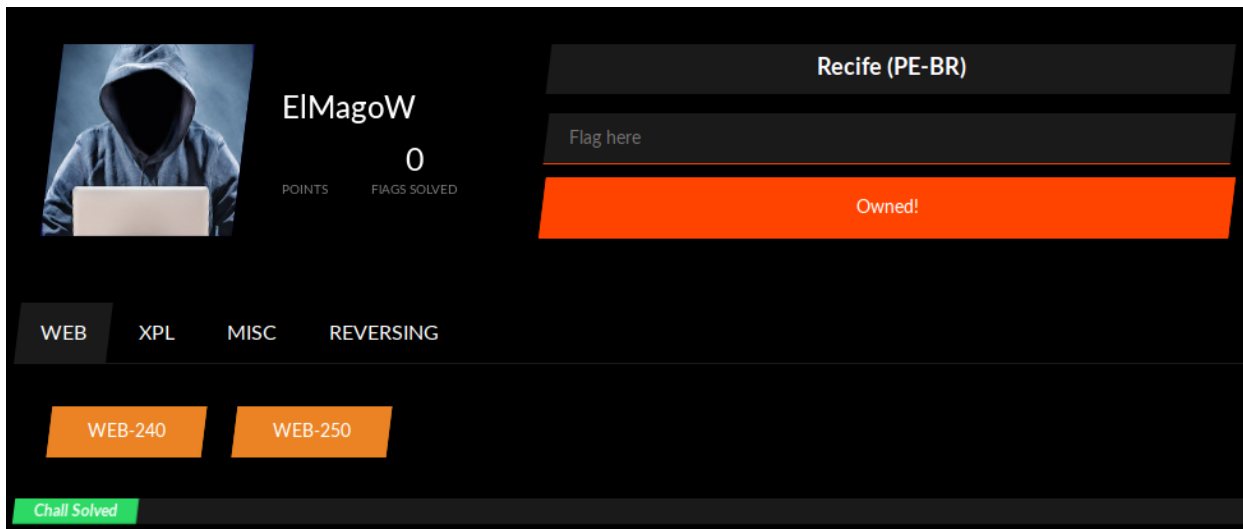 Recife (PE-BR)
ElMagoW
Flag here
0
POINTS FlAGS SOLVED
Owned!
WEB XPL MISC REVERSING
WEB-240 WEB-250
Chall Solved